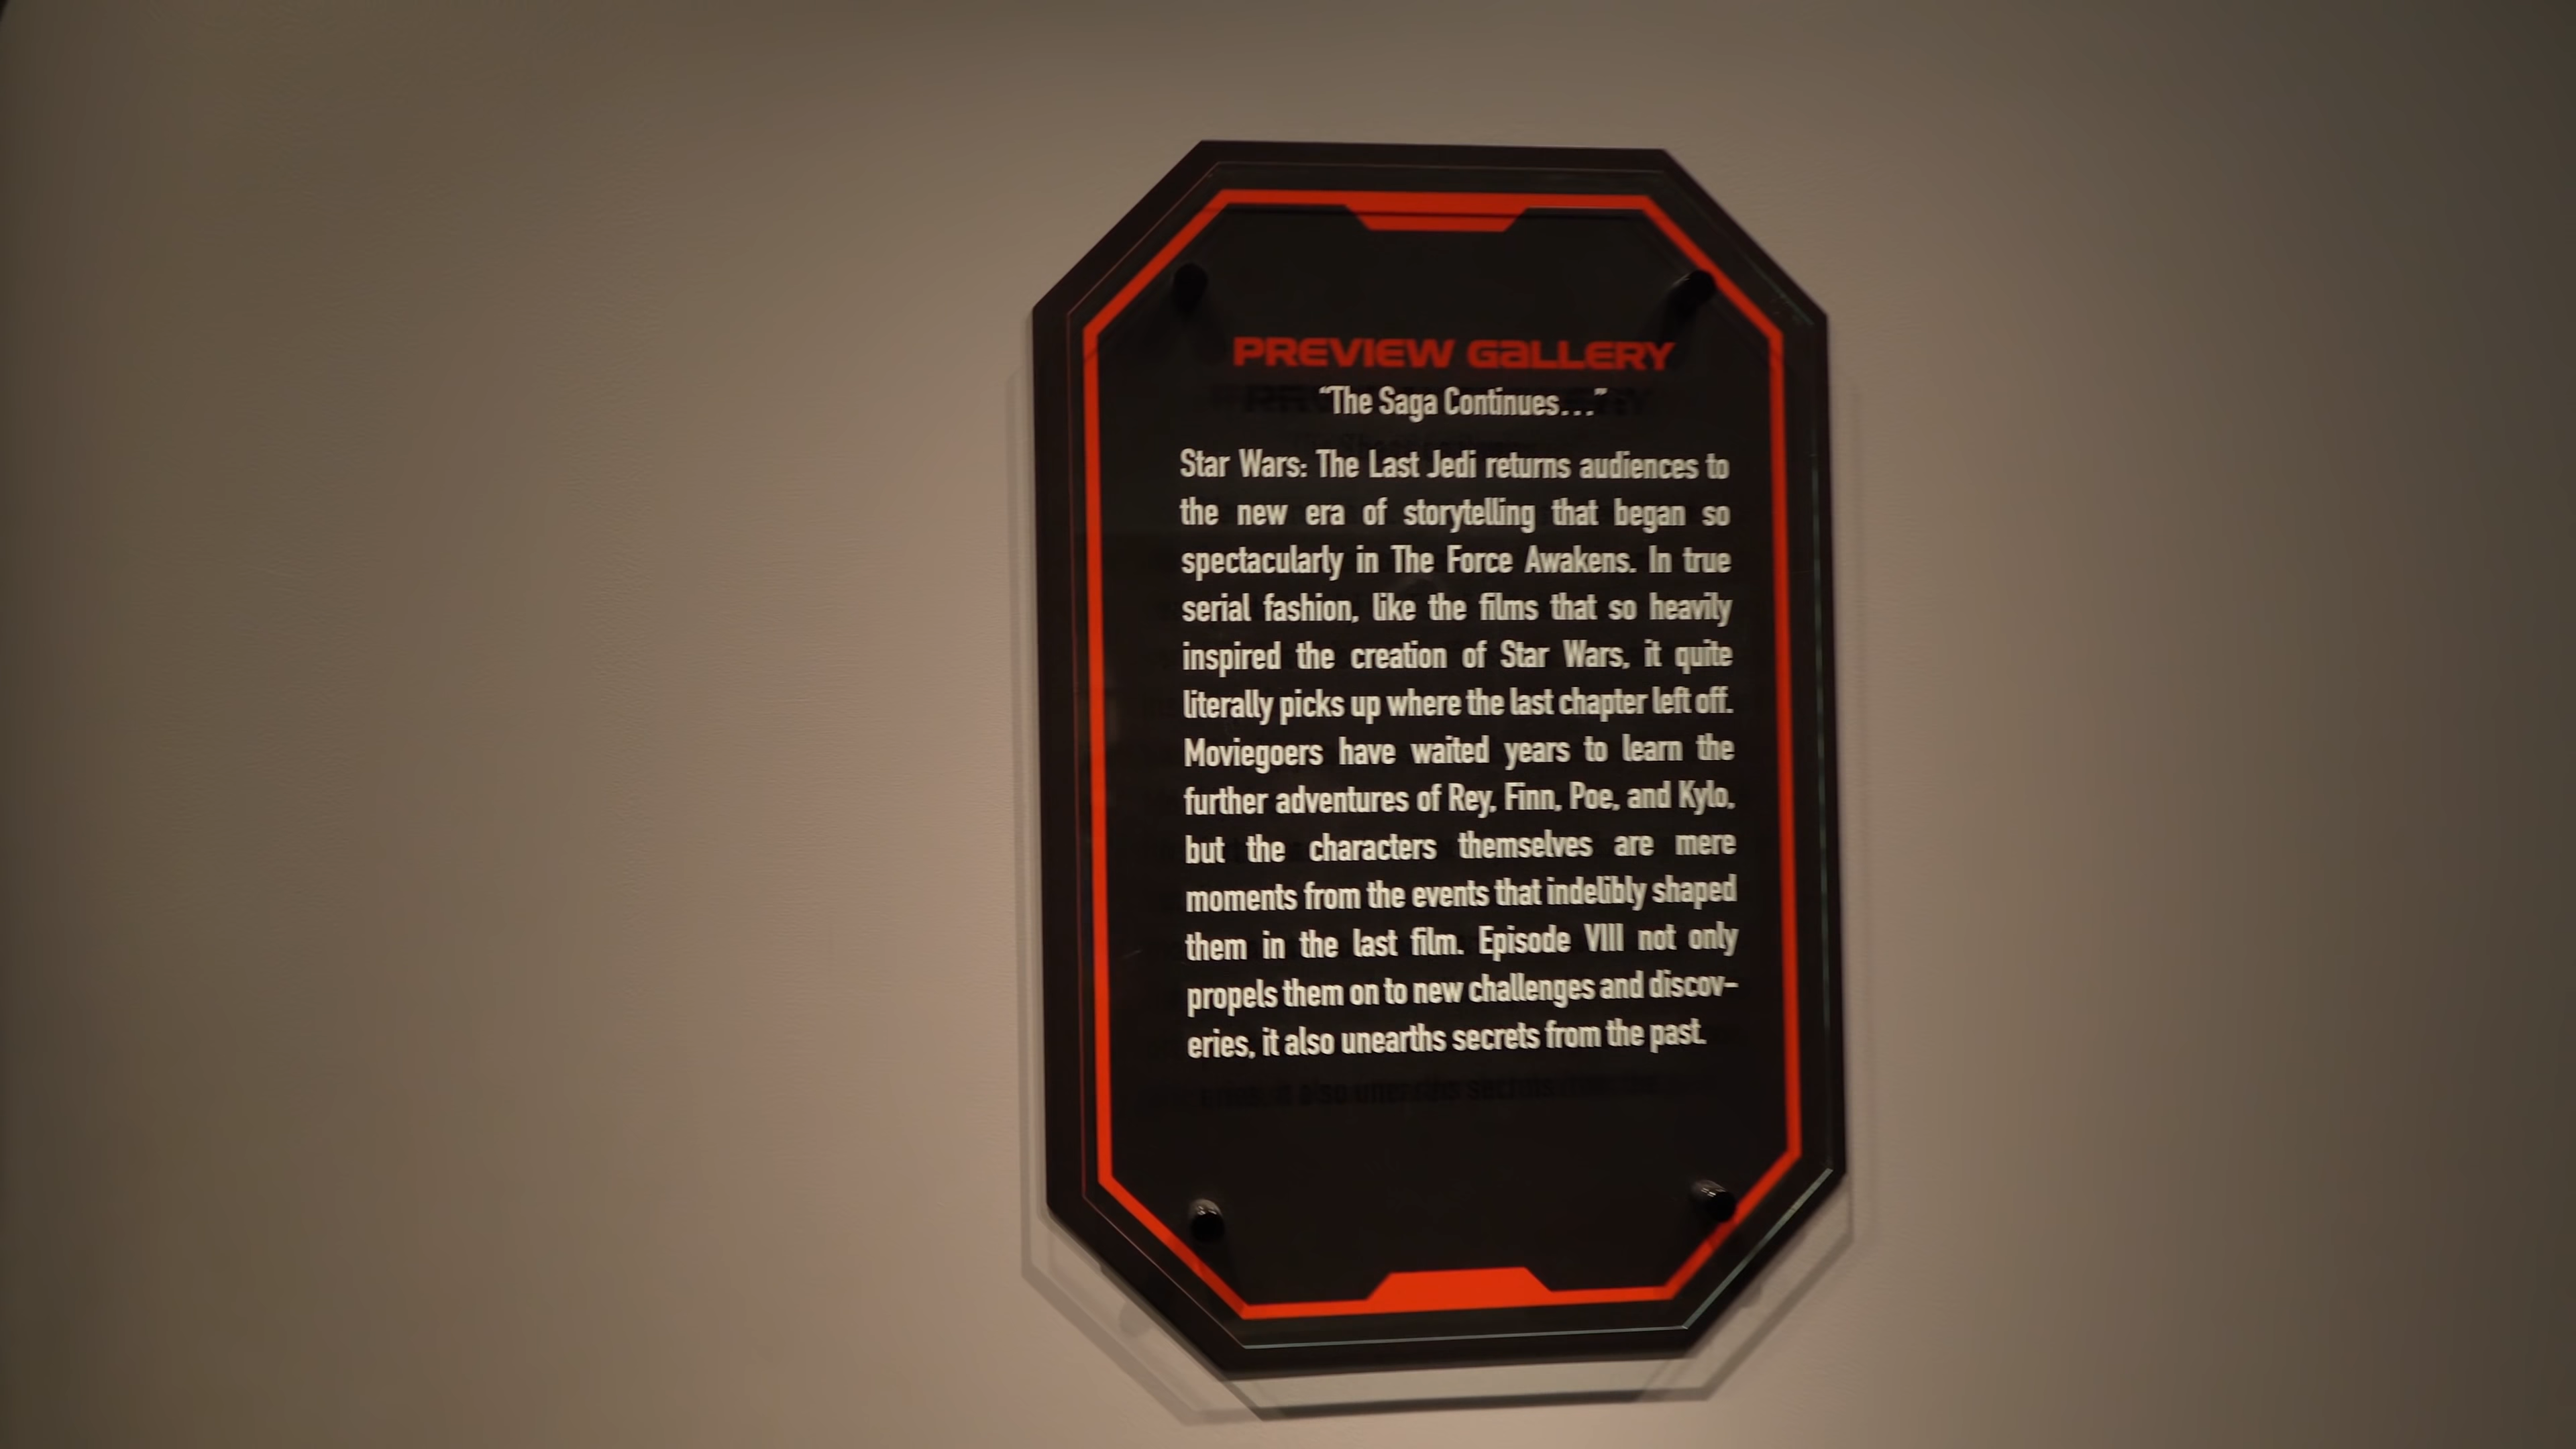 PREVIEW GALLERY
“The Saga Continues...”
Star Wars: The Last Jedi returns audiences to
the new era of storytelling that began so
spectacularly in The Force Awakens. In true
serial fashion, like the films that so heavily
inspired the creation of Star Wars, it quite
literally picks up where the last chapter left off.
Moviegoers have waited years to learn the
further adventures of Rey, Finn, Poe, and Kylo,
but the characters themselves are mere
moments from the events that indelibly shaped
them in the last film. Episode VIII not only
propels them on to new challenges and discov-
eries, it also unearths secrets from the past.